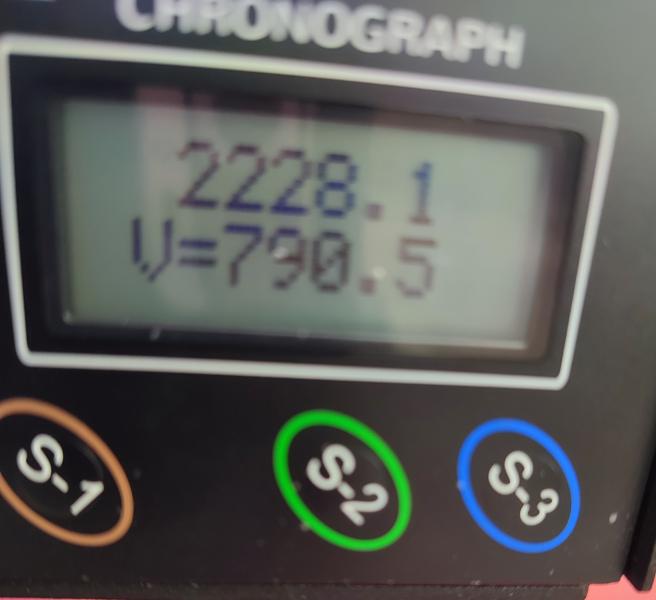 CHRONOGRAPH
2228.1
V=790.5
S-1
S-2
S-3